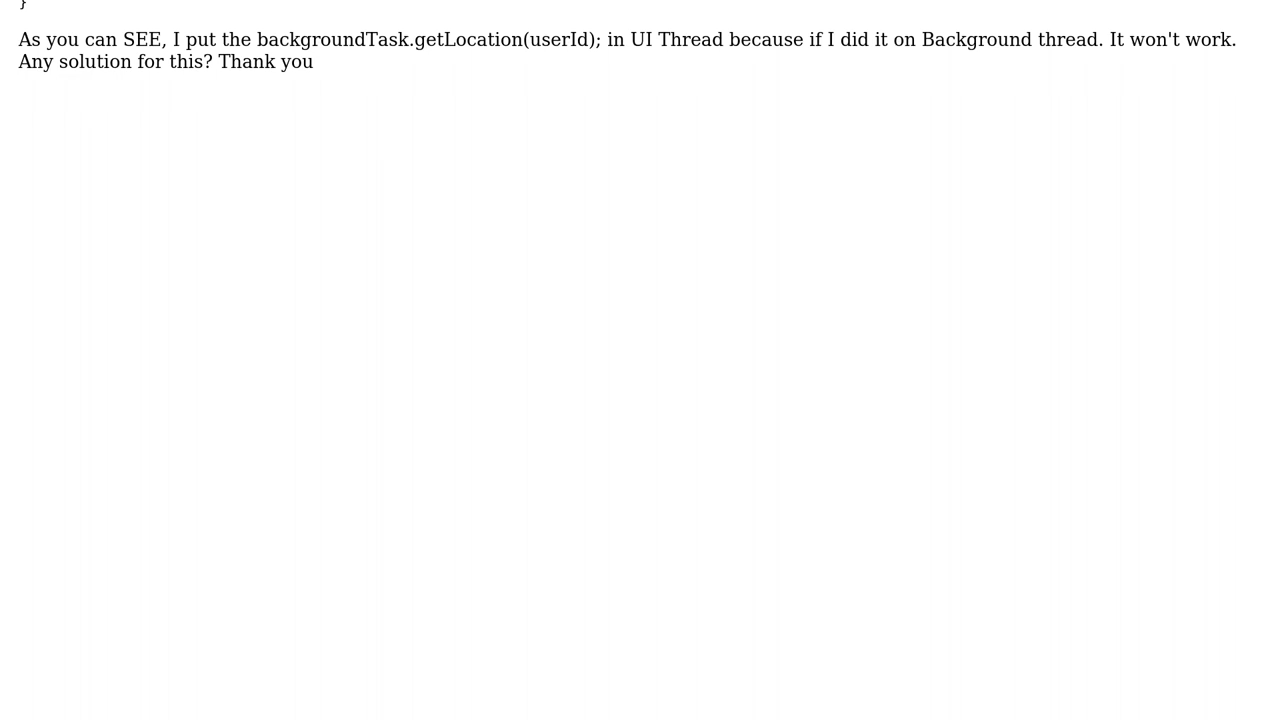 }
As you can SEE, I put the backgroundTask.getLocation(userId); in UI Thread because if I did it on Background thread. It won't work.
Any solution for this? Thank you